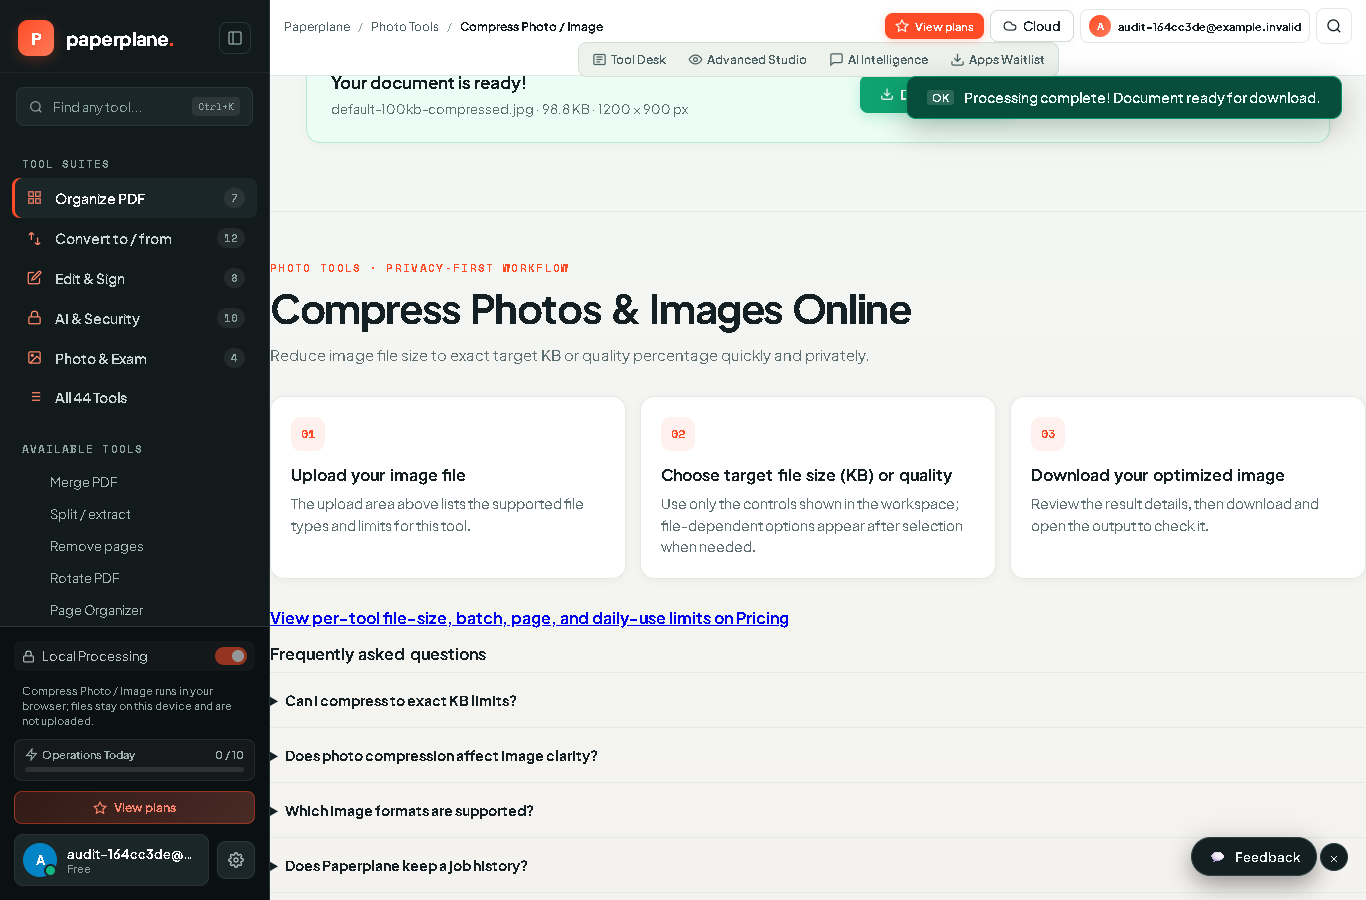 P paperplane.
Find any tool... Ctrl+K
TOOL SUITES
Organize PDF 7
Convert to / from 12
Edit & Sign 8
AI & Security 10
Photo & Exam 4
All 44 Tools
AVAILABLE TOOLS
Merge PDF
Split / extract
Remove pages
Rotate PDF
Page Organizer
Local Processing
Compress Photo / Image runs in your
browser; files stay on this device and are
not uploaded.
Operations Today 0 / 10
View plans
A audit-164cc3de@...
Free
Paperplane / Photo Tools / Compress Photo / Image
View plans
Cloud
A audit-164cc3de@example.invalid
Tool Desk
Advanced Studio
AI Intelligence
Apps Waitlist
Your document is ready!
default-100kb-compressed.jpg · 98.8 KB · 1200 × 900 px
OK Processing complete! Document ready for download.
PHOTO TOOLS · PRIVACY-FIRST WORKFLOW
Compress Photos & Images Online
Reduce image file size to exact target KB or quality percentage quickly and privately.
01
Upload your image file
The upload area above lists the supported file
types and limits for this tool.
02
Choose target file size (KB) or quality
Use only the controls shown in the workspace;
file-dependent options appear after selection
when needed.
03
Download your optimized image
Review the result details, then download and
open the output to check it.
View per-tool file-size, batch, page, and daily-use limits on Pricing
Frequently asked questions
Can I compress to exact KB limits?
Does photo compression affect image clarity?
Which image formats are supported?
Does Paperplane keep a job history?
Feedback ×